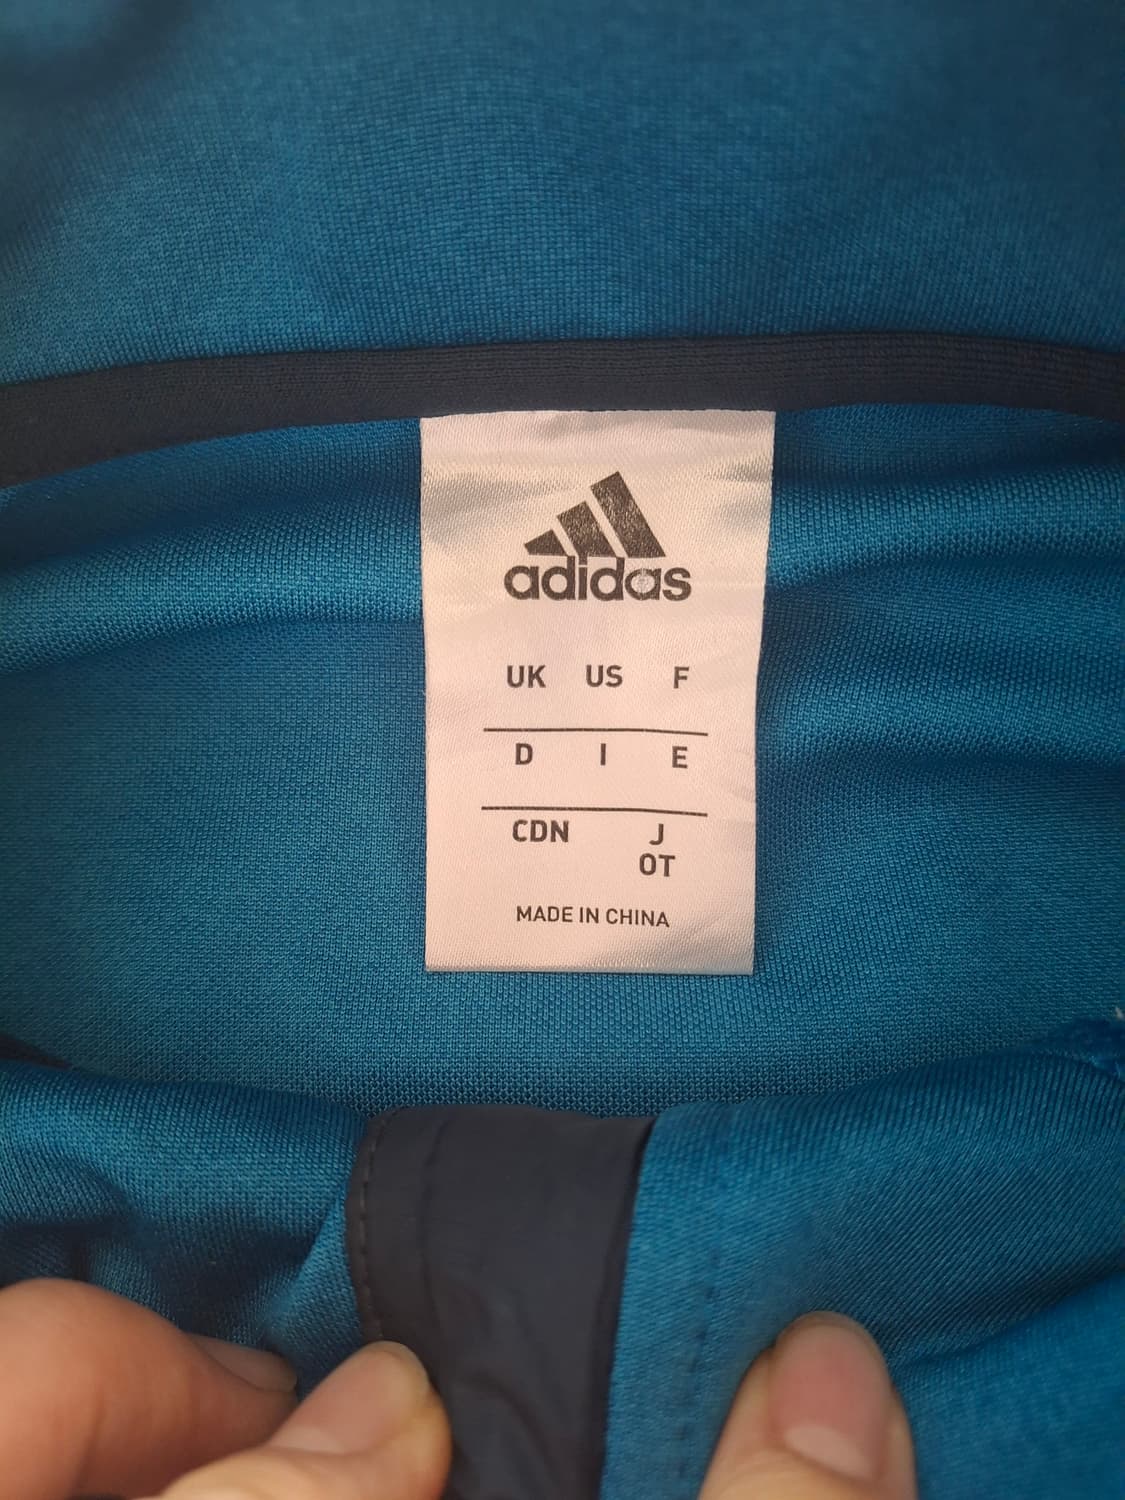 adidas
UK US F
D I E
CDN J
OT
MADE IN CHINA